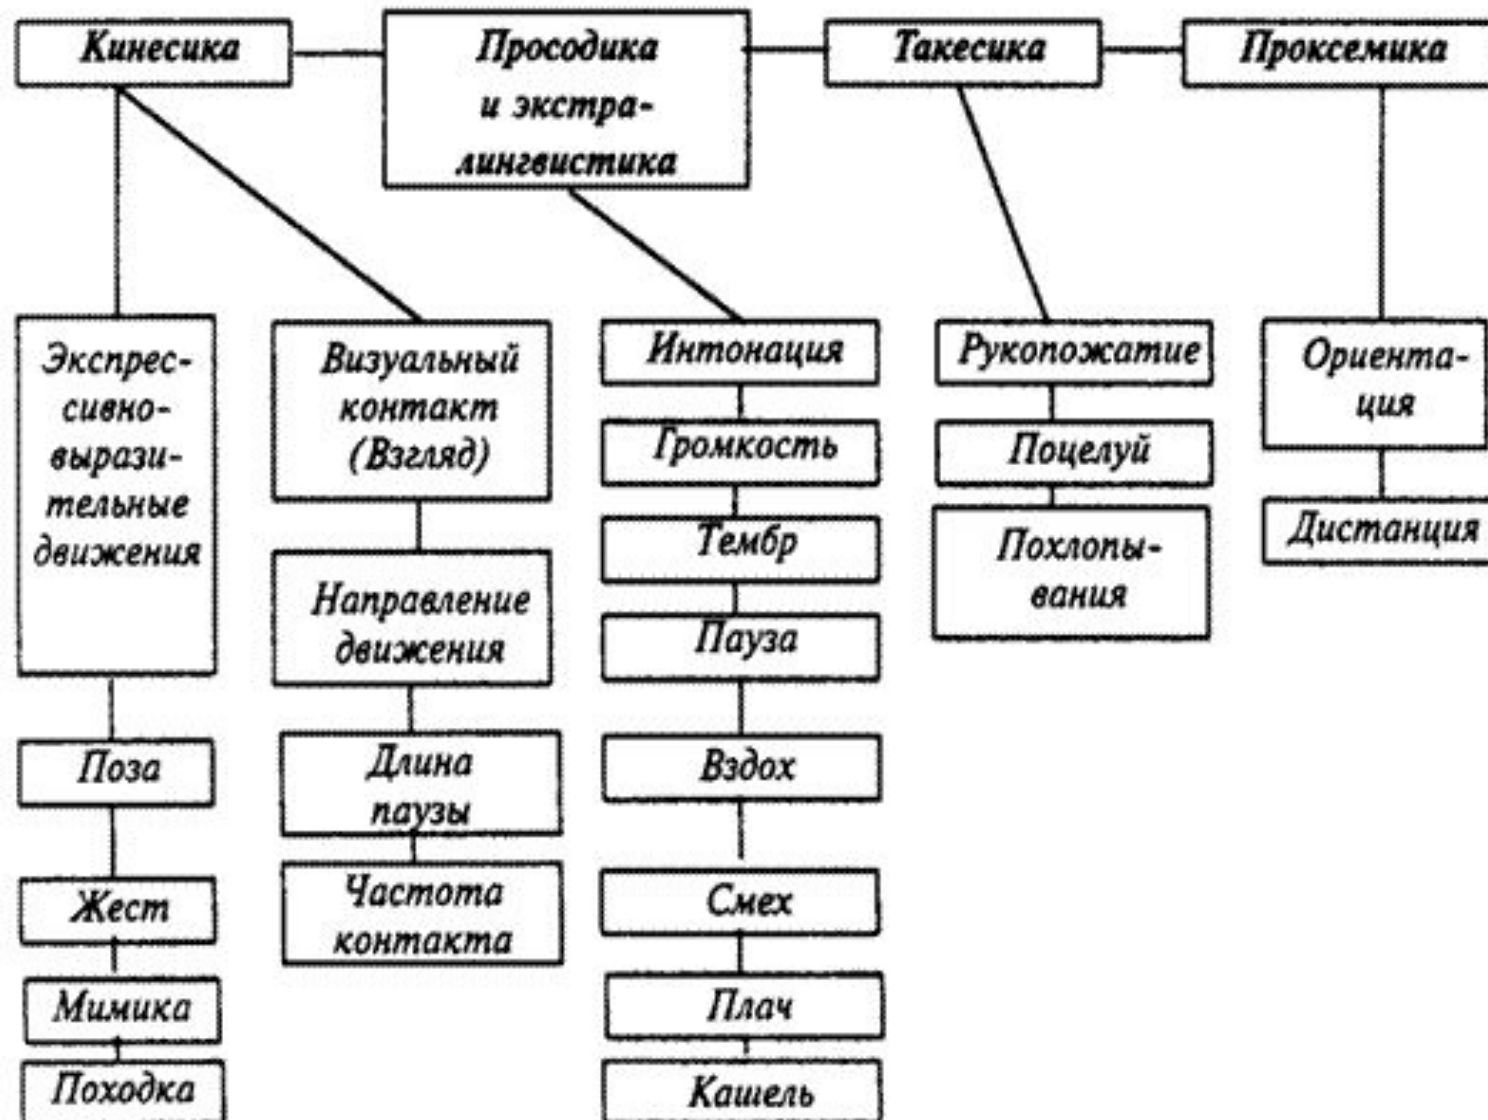 Кинесика
Просодика
и экстра-
лингвистика
Такесика
Проксемика
Экспрес-
сивно-
вырази-
тельные
движения
Поза
Жест
Мимика
Походка
Визуальный
контакт
(Взгляд)
Направление
движения
Длина
паузы
Частота
контакта
Интонация
Громкость
Тембр
Пауза
Вздох
Смех
Плач
Кашель
Рукопожатие
Поцелуй
Похлопы-
вания
Ориента-
ция
Дистанция